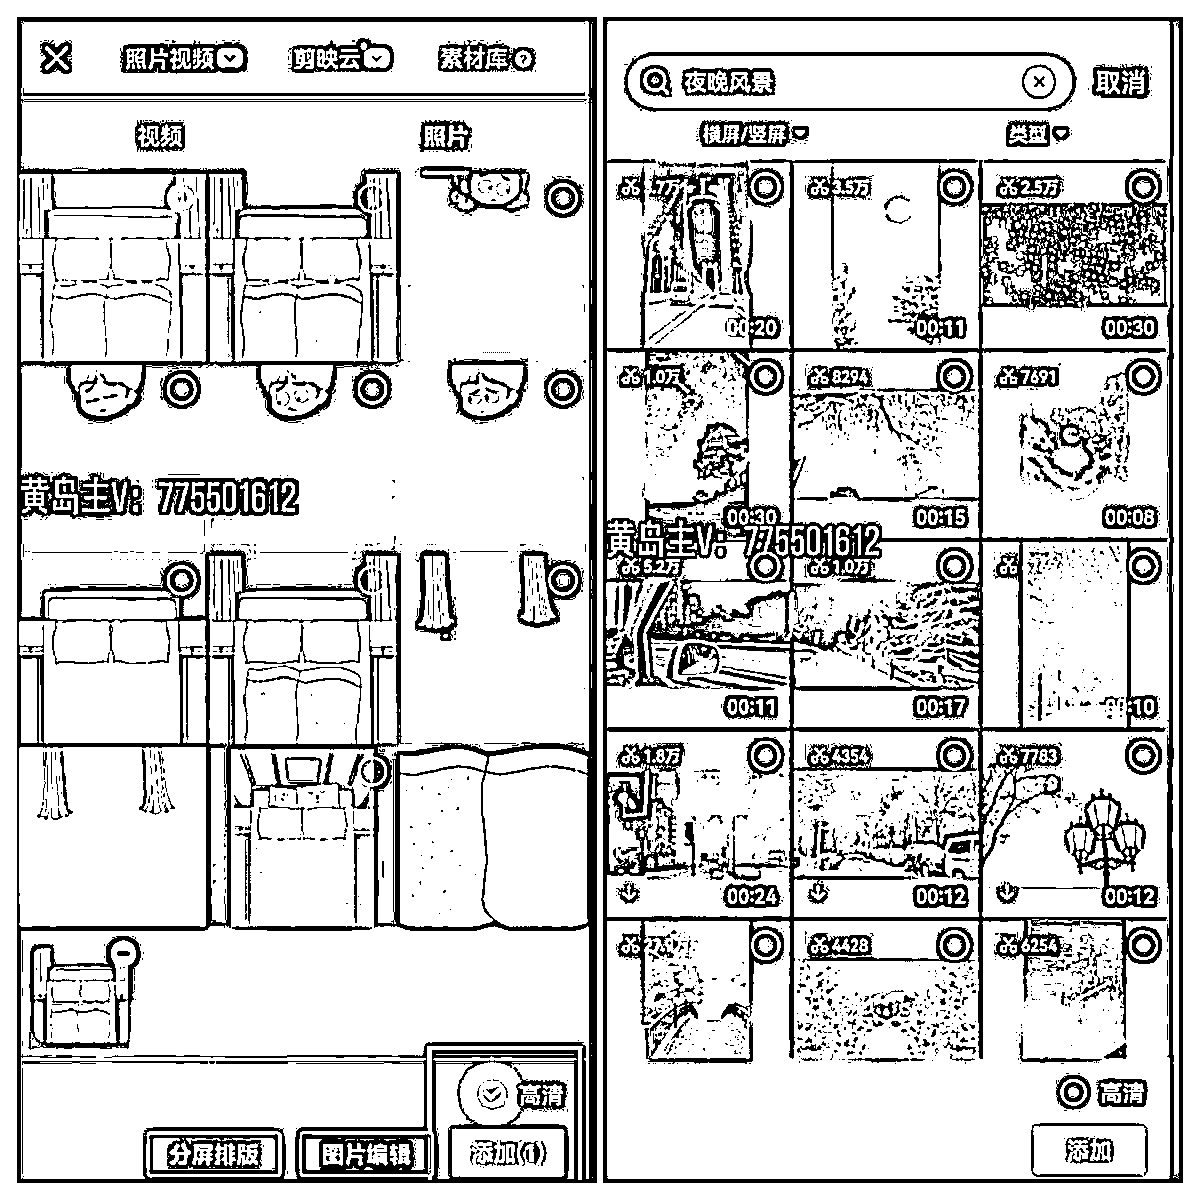 照片视频 剪映云 素材库
视频 照片
黄岛主V: 775501612
高清
分屏排版 图片编辑 添加(1)
夜晚风景 取消
横屏/竖屏 类型
3.5万 2.5万
00:20 00:11 00:30
1.0万 8294 7691
00:30 00:15 00:08
黄岛主V: 775501612
5.2万 1.0万
00:11 00:17 :10
1.8万 4354 7783
00:24 00:12 00:12
4428 6254
高清
添加